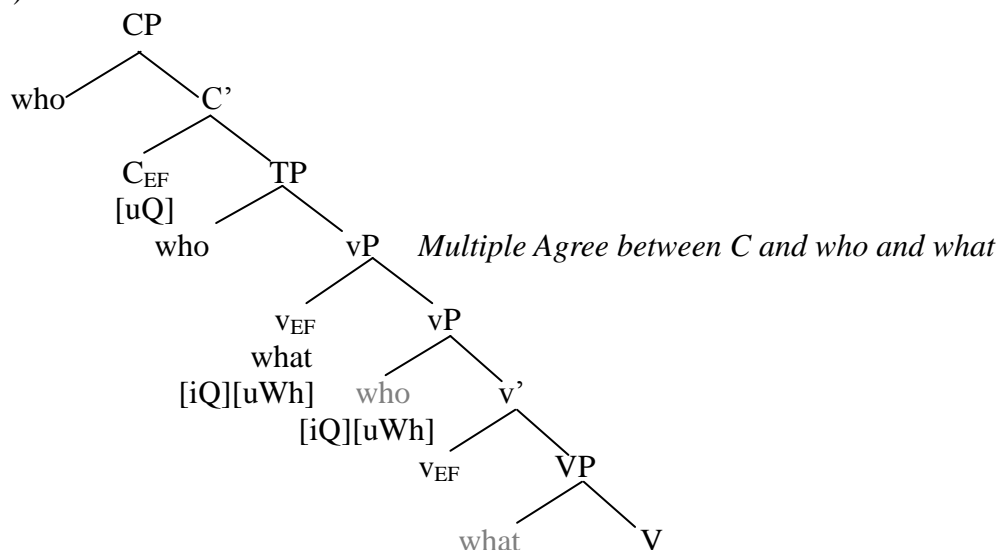 )
CP
who C’
C_EF TP
[uQ]
who vP Multiple Agree between C and who and what
v_EF vP
what
[iQ][uWh] who v’
[iQ][uWh]
v_EF VP
what V